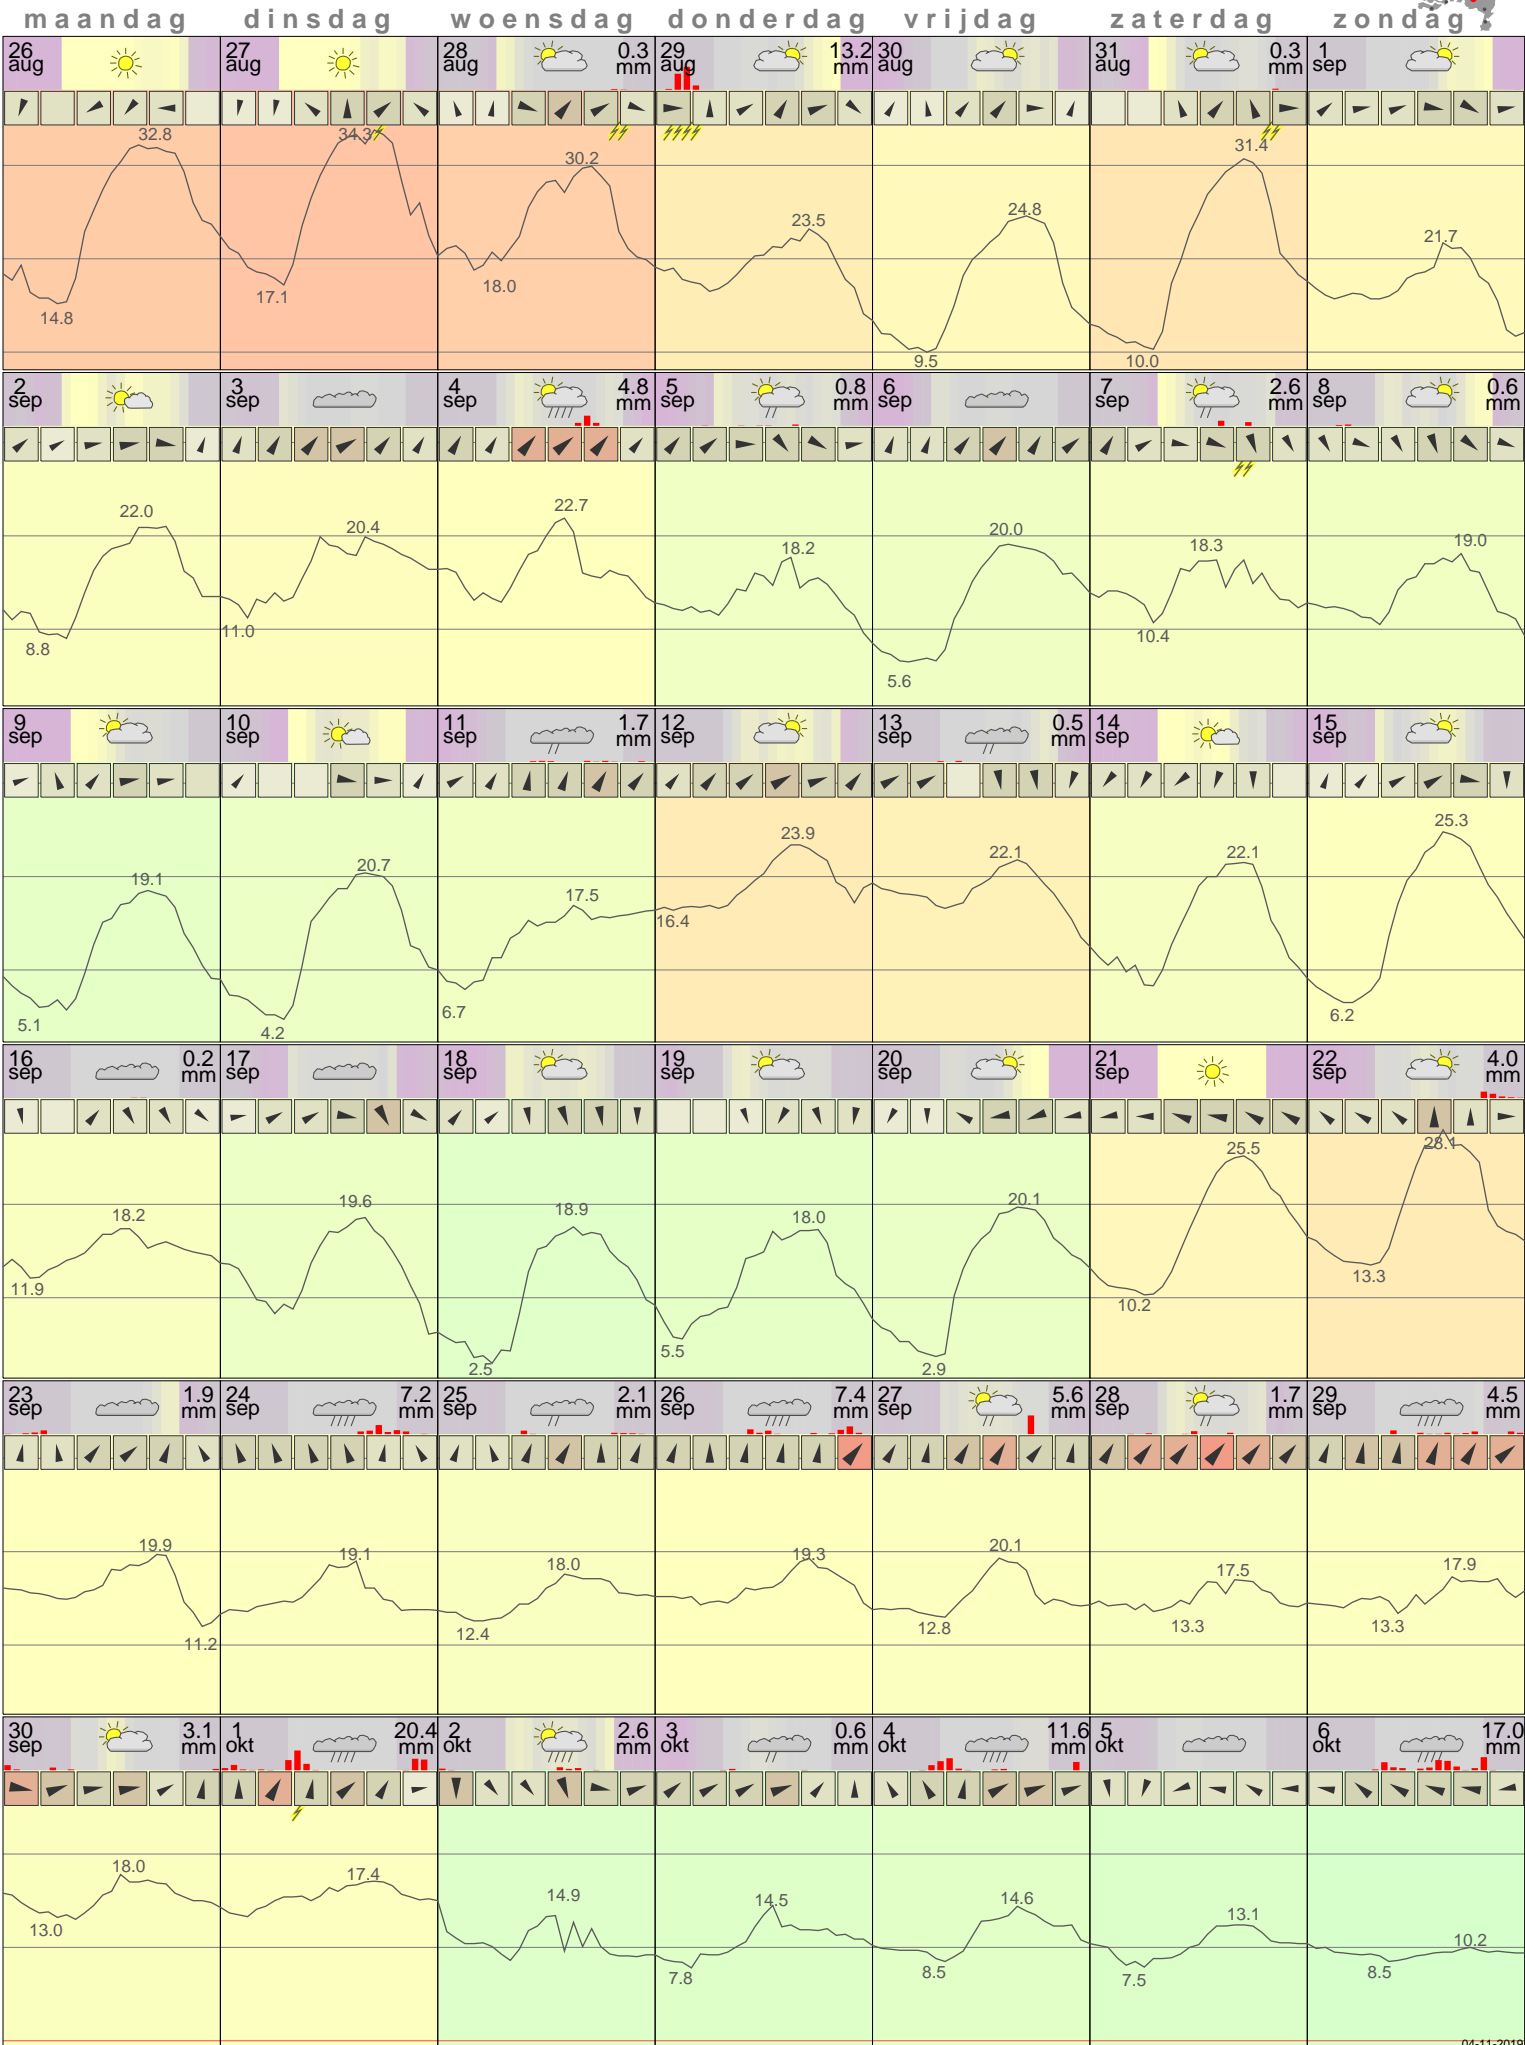 maandag dinsdag woensdag donderdag vrijdag zaterdag zondag
26 aug 27 aug 28 aug 0.3 mm 29 aug 13.2 30 aug 31 aug 0.3 mm 1 sep
32.8 34.3 30.2 23.5 24.8 31.4 21.7
14.8 17.1 18.0 9.5 10.0
2 sep 3 sep 4 sep 4.8 mm 5 sep 0.8 mm 6 sep 7 sep 2.6 mm 8 sep 0.6 mm
22.0 20.4 22.7 18.2 20.0 18.3 19.0
8.8 11.0 5.6 10.4
9 sep 10 sep 11 sep 1.7 mm 12 sep 13 sep 0.5 mm 14 sep 15 sep
19.1 20.7 17.5 23.9 22.1 22.1 25.3
5.1 4.2 6.7 16.4 6.2
16 sep 0.2 mm 17 sep 18 sep 19 sep 20 sep 21 sep 22 sep 4.0 mm
18.2 19.6 18.9 18.0 20.1 25.5 28.1
11.9 2.5 5.5 2.9 10.2 13.3
23 sep 1.9 mm 24 sep 7.2 mm 25 sep 2.1 mm 26 sep 7.4 mm 27 sep 5.6 mm 28 sep 1.7 mm 29 sep 4.5 mm
19.9 19.1 18.0 19.3 20.1 17.5 17.9
11.2 12.4 12.8 13.3 13.3
30 sep 3.1 mm 1 okt 20.4 mm 2 okt 2.6 mm 3 okt 0.6 mm 4 okt 11.6 mm 5 okt 6 okt 17.0 mm
18.0 17.4 14.9 14.5 14.6 13.1 10.2
13.0 7.8 8.5 7.5 8.5
04-11-2019